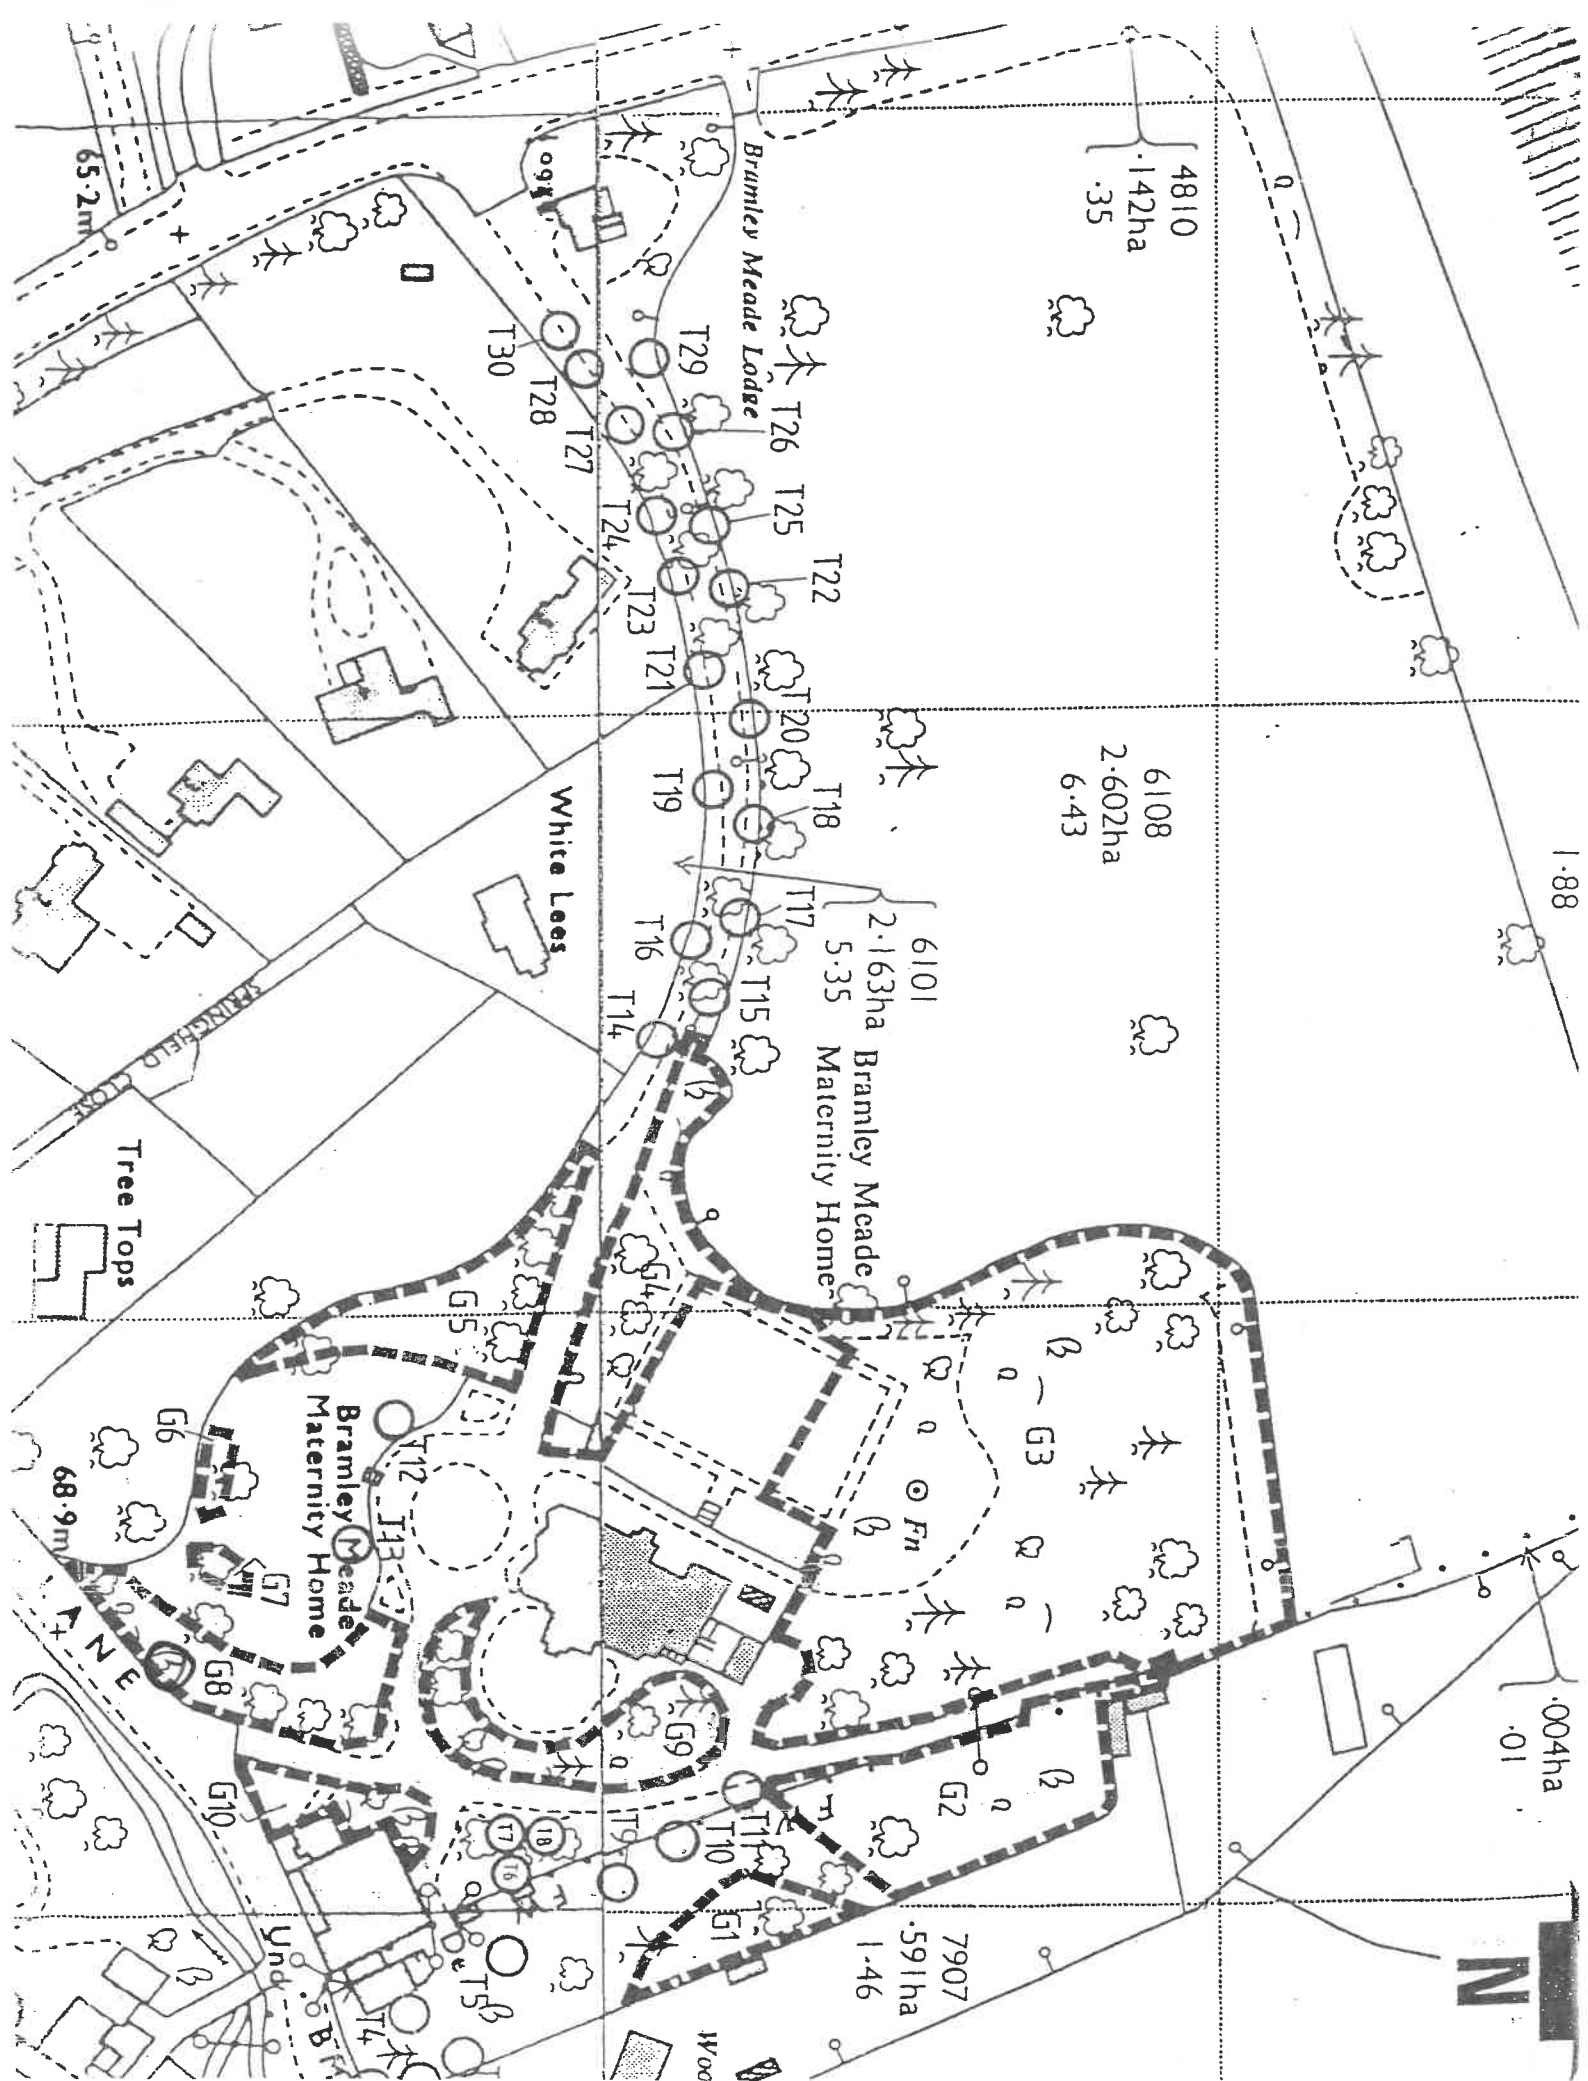 4810
.142ha
.35
65.2m
Bramley Meade Lodge
T30
T29
T28
T27
T26
T25
T24
T23
T22
T21
T20
T19
T18
T17
T16
T15
T14
6108
2.602ha
6.43
1.88
6101
2.163ha
5.35
Bramley Meade
Maternity Home
White Lees
SPRINGFIELD CLOSE
Tree Tops
G4
G5
G3
Fn
G6
T12
T13
Bramley Meade
Maternity Home
68.9m
G7
G8
LANE
G9
G2
G10
T11
T10
T9
T8
T7
T6
T5
T4
G1
Und
7907
.591ha
1.46
.004ha
.01
N